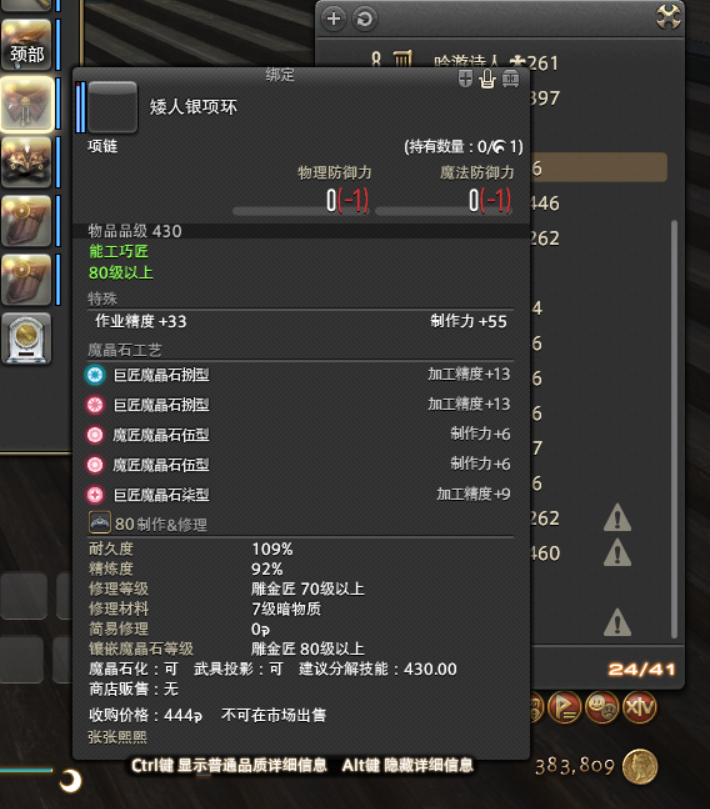 颈部
8 吟游诗人 261
397
6
446
262
4
6
6
6
7
6
262
460
24/41
绑定
矮人银项环
项链 (持有数量：0/1)
物理防御力 魔法防御力
0(-1) 0(-1)
物品品级 430
能工巧匠
80级以上
特殊
作业精度 +33 制作力 +55
魔晶石工艺
巨匠魔晶石捌型 加工精度+13
巨匠魔晶石捌型 加工精度+13
魔匠魔晶石伍型 制作力+6
魔匠魔晶石伍型 制作力+6
巨匠魔晶石柒型 加工精度+9
80 制作&修理
耐久度 109%
精炼度 92%
修理等级 雕金匠 70级以上
修理材料 7级暗物质
简易修理 0
镶嵌魔晶石等级 雕金匠 80级以上
魔晶石化：可 武具投影：可 建议分解技能：430.00
商店贩售：无
收购价格：444 不可在市场出售
张张熙熙
Ctrl键 显示普通品质详细信息 Alt键 隐藏详细信息
XIV
383,809